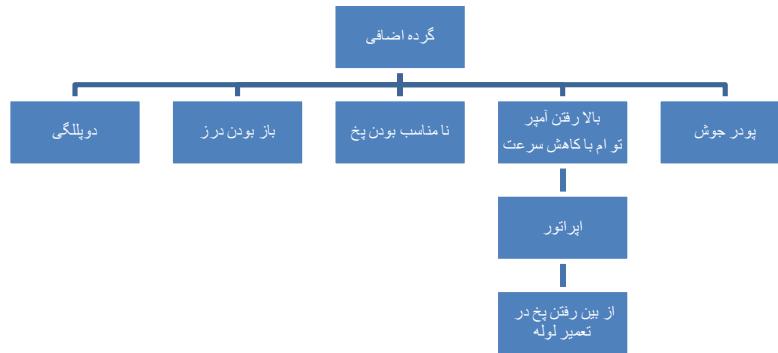 گرده اضافی
پودر جوش
بالا رفتن آمپر
تو ام با کاهش سرعت
نا مناسب بودن پخ
باز بودن درز
دوپللگی
اپراتور
از بین رفتن پخ در
تعمیر لوله